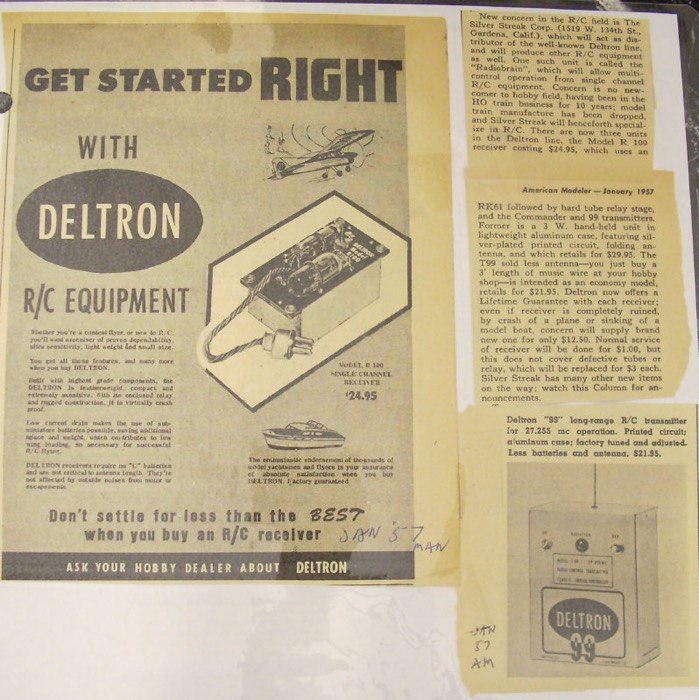 GET STARTED RIGHT
WITH
DELTRON
R/C EQUIPMENT
Whether you're a dominal flyer, or new to R/C,
you'll want a receiver of proven dependability,
ultra sensitivity, light weight and small size.
You get all these features, and many more
when you buy DELTRON.
Built with highest grade components, the
DELTRON is featherweight, compact and
extremely sensitive. With its enclosed relay
and rugged construction, it is virtually crash
proof.
Low current drain makes the use of sub-
miniature batteries possible, saving additional
space and weight, which contributes to low
wing loading, so necessary for successful
R/C flying.
DELTRON receivers require no "C" batteries
and are not critical to antenna length. They're
not affected by outside noises from motor or
escapements.
MODEL R 100
SINGLE CHANNEL
RECEIVER
$24.95
The enthusiastic endorsement of thousands of
model yachtsmen and flyers is your assurance
of absolute satisfaction when you buy
DELTRON. Factory guaranteed
Don't settle for less than the BEST
when you buy an R/C receiver
JAN '57
MAN
ASK YOUR HOBBY DEALER ABOUT DELTRON
New concern in the R/C field is The
Silver Streak Corp. (1519 W. 134th St.,
Gardena, Calif.), which will act as dis-
tributor of the well-known Deltron line,
and will produce other R/C equipment
as well. One such unit is called the
"Radiobrain", which will allow multi-
control operation from single channel
R/C equipment. Concern is no new-
comer to hobby field, having been in the
HO train business for 10 years; model
train manufacture has been dropped,
and Silver Streak will henceforth special-
ize in R/C. There are now three units
in the Deltron line, the Model R 100
receiver costing $24.95, which uses an
American Modeler — January 1957
RK61 followed by hard tube relay stage,
and the Commander and 99 transmitters.
Former is a 3 W. hand-held unit in
lightweight aluminum case, featuring sil-
ver-plated printed circuit, folding an-
tenna, and which retails for $29.95. The
T99 sold less antenna—you just buy a
3' length of music wire at your hobby
shop—is intended as an economy model,
retails for $21.95. Deltron now offers a
Lifetime Guarantee with each receiver;
even if receiver is completely ruined,
by crash of a plane or sinking of a
model boat, concern will supply brand
new one for only $12.50. Normal service
of receiver will be done for $1.00, but
this does not cover defective tubes or
relay, which will be replaced for $3 each.
Silver Streak has many other new items
on the way; watch this Column for an-
nouncements.
Deltron "99" long-range R/C transmitter
for 27.255 mc operation. Printed circuit;
aluminum case; factory tuned and adjusted.
Less batteries and antenna. $21.95.
DELTRON
99
JAN
57
AM